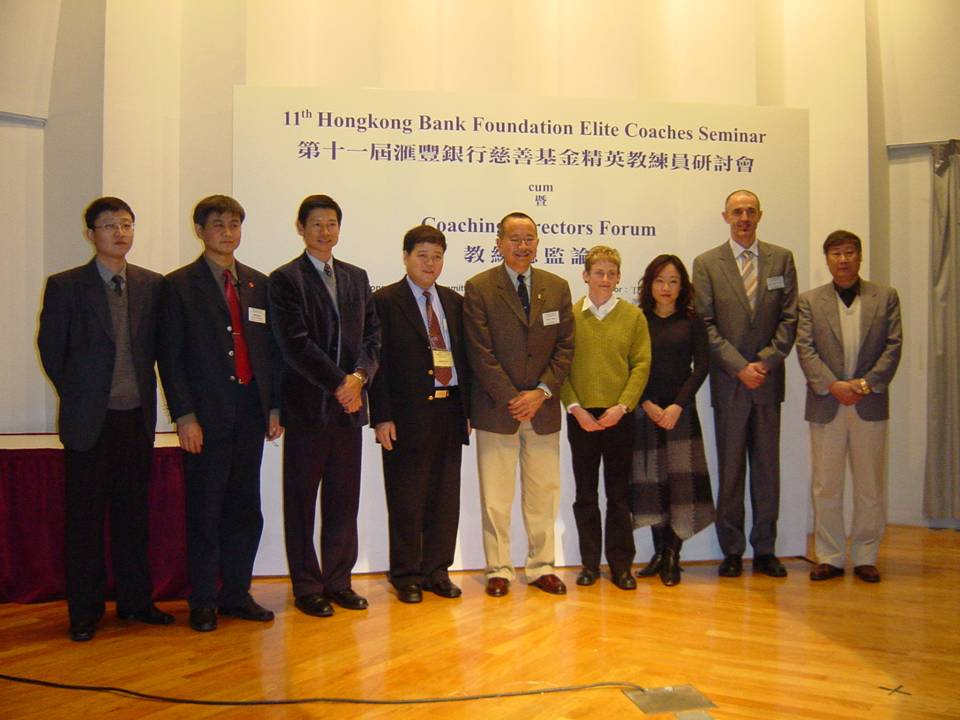 11th Hongkong Bank Foundation Elite Coaches Seminar
第十一屆滙豐銀行慈善基金精英教練員研討會
cum
暨
Coaching Directors Forum
教練總監論